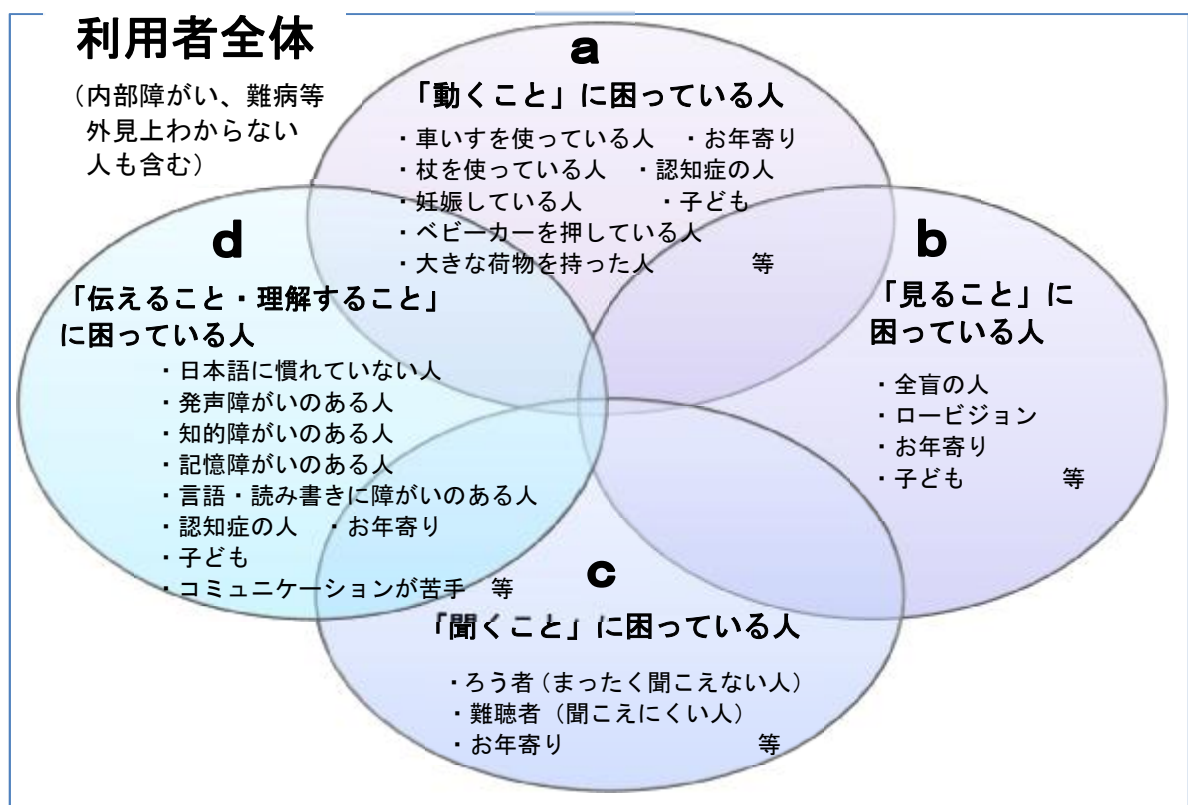 利用者全体
（内部障がい、難病等
外見上わからない
人も含む）
a
「動くこと」に困っている人
・車いすを使っている人　・お年寄り
・杖を使っている人　・認知症の人
・妊娠している人　・子ども
・ベビーカーを押している人
・大きな荷物を持った人　等
b
「見ること」に
困っている人
・全盲の人
・ロービジョン
・お年寄り
・子ども　等
d
「伝えること・理解すること」
に困っている人
・日本語に慣れていない人
・発声障がいのある人
・知的障がいのある人
・記憶障がいのある人
・言語・読み書きに障がいのある人
・認知症の人　・お年寄り
・子ども
・コミュニケーションが苦手　等
c
「聞くこと」に困っている人
・ろう者（まったく聞こえない人）
・難聴者（聞こえにくい人）
・お年寄り　等